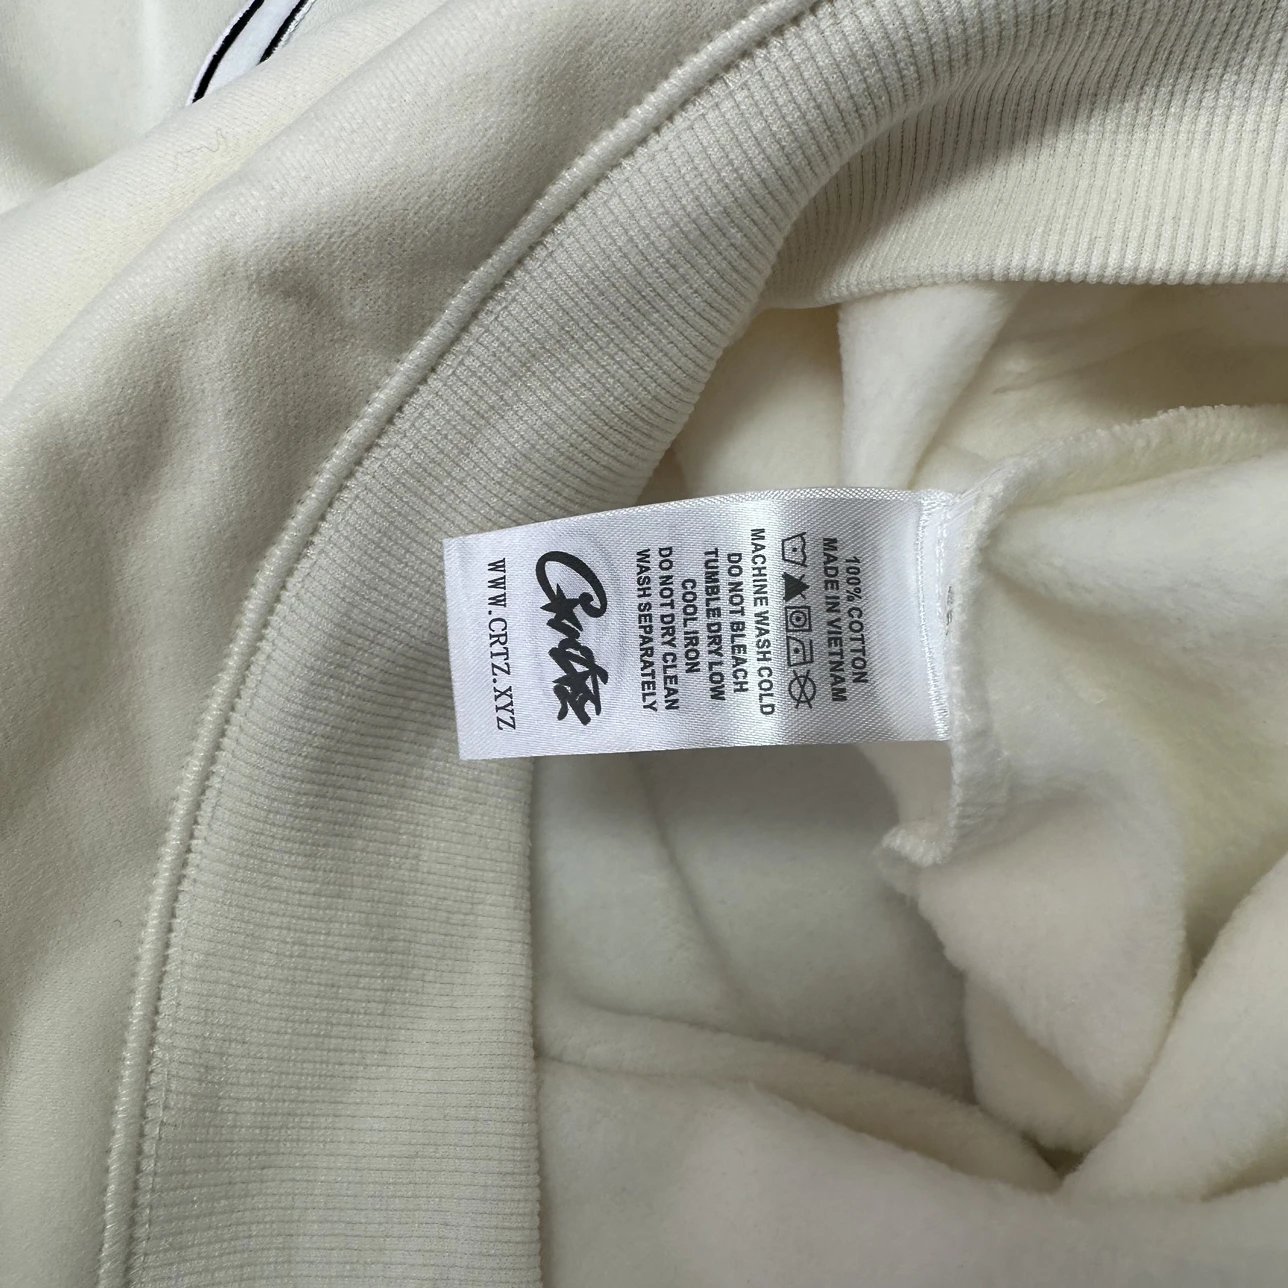 100% COTTON
MADE IN VIETNAM
MACHINE WASH COLD
DO NOT BLEACH
TUMBLE DRY LOW
COOL IRON
DO NOT DRY CLEAN
WASH SEPARATELY
Crtz
WWW.CRTZ.XYZ